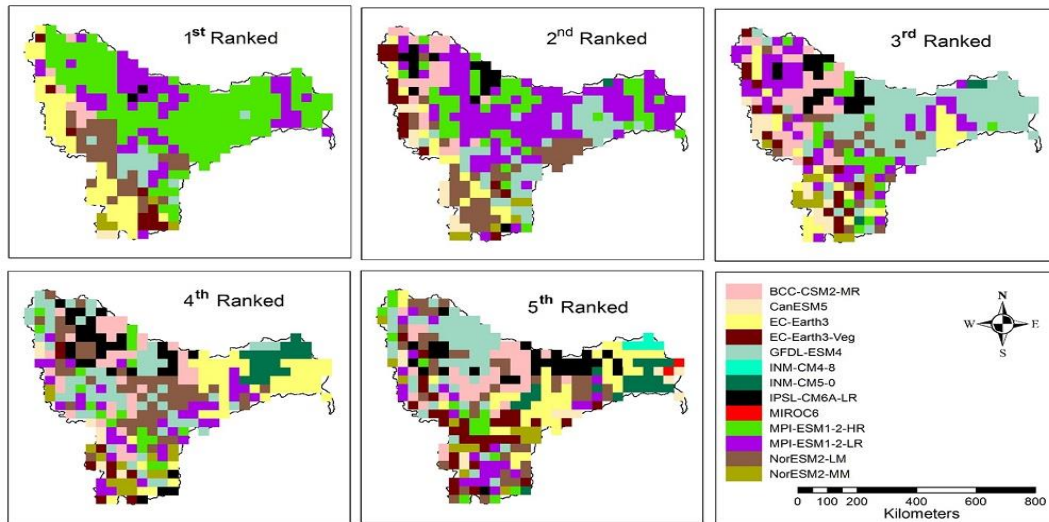 1st Ranked
2nd Ranked
3rd Ranked
4th Ranked
5th Ranked
BCC-CSM2-MR
CanESM5
EC-Earth3
EC-Earth3-Veg
GFDL-ESM4
INM-CM4-8
INM-CM5-0
IPSL-CM6A-LR
MIROC6
MPI-ESM1-2-HR
MPI-ESM1-2-LR
NorESM2-LM
NorESM2-MM
N
W E
S
0 100 200 400 600 800
Kilometers